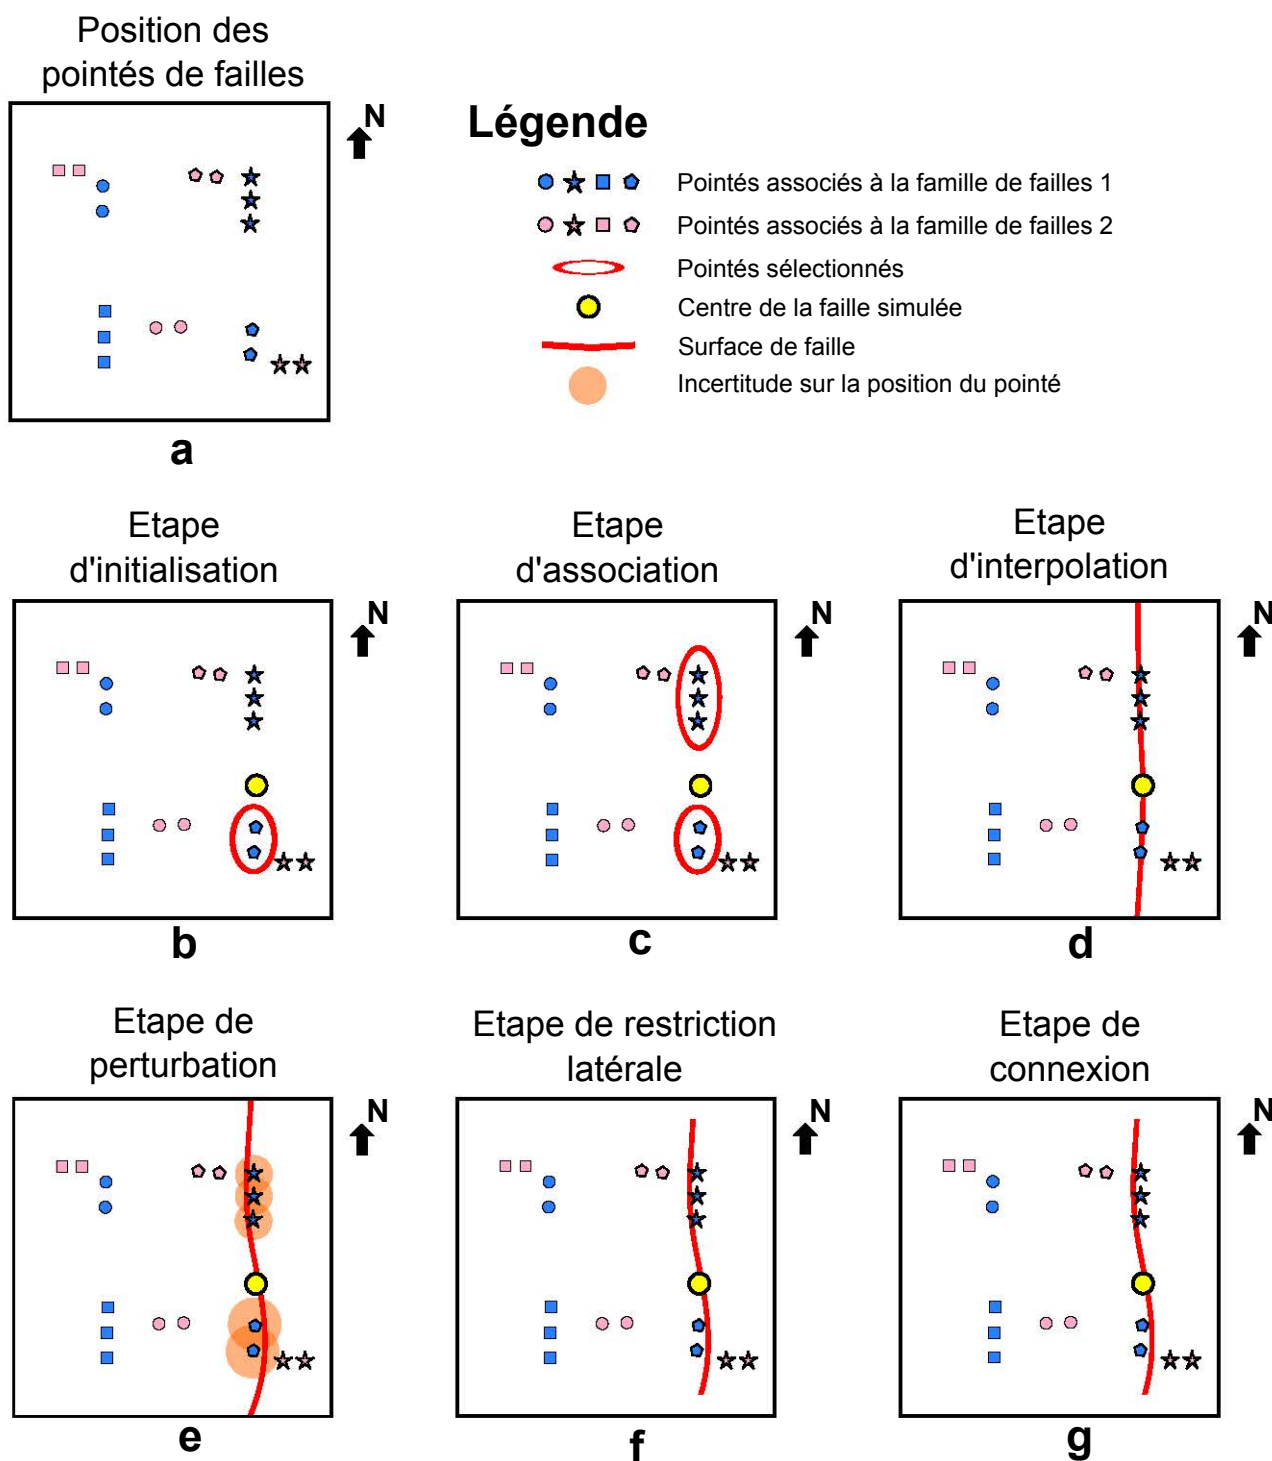 Position des
pointés de failles
N
a
Légende
Pointés associés à la famille de failles 1
Pointés associés à la famille de failles 2
Pointés sélectionnés
Centre de la faille simulée
Surface de faille
Incertitude sur la position du pointé
Etape
d'initialisation
N
b
Etape
d'association
N
c
Etape
d'interpolation
N
d
Etape de
perturbation
N
e
Etape de restriction
latérale
N
f
Etape de
connexion
N
g